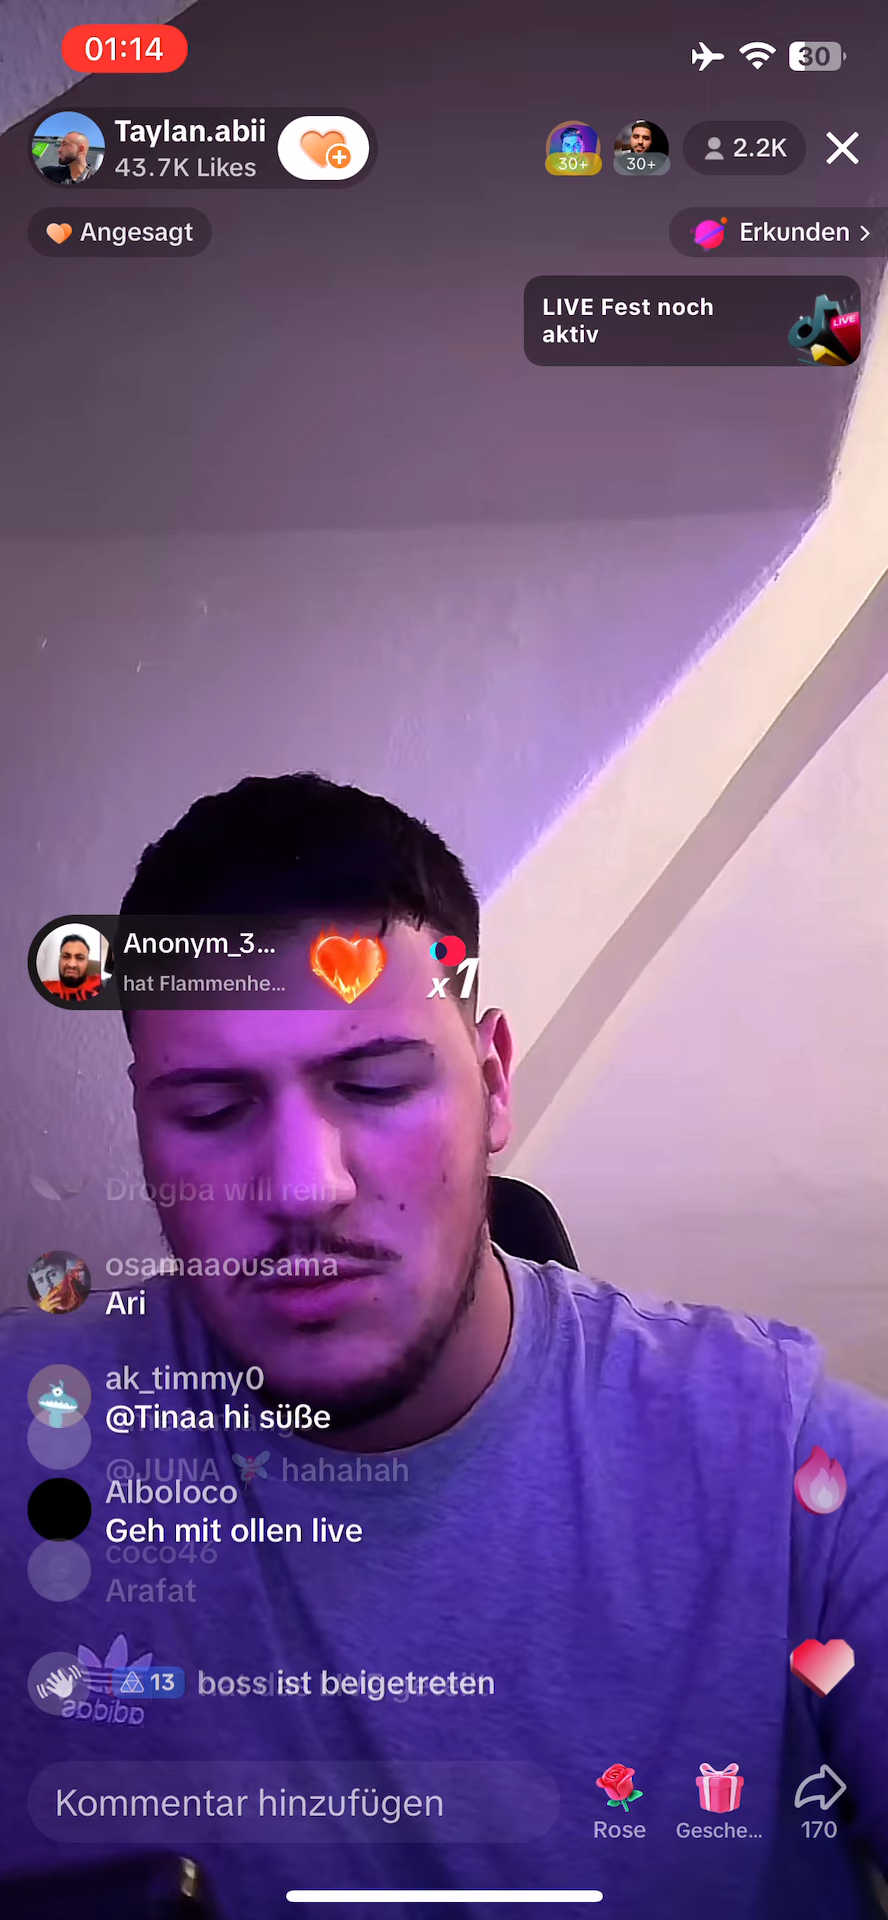 01:14
30
Taylan.abii
43.7K Likes
30+
30+
2.2K
Angesagt
Erkunden >
LIVE Fest noch
aktiv
LIVE
Anonym_3...
hat Flammenhe...
x1
Drogba will rein
osamaaousama
Ari
ak_timmy0
@Tinaa hi süße
@JUNA hahahah
Alboloco
Geh mit ollen live
coco46
Arafat
13 boss ist beigetreten
adidas
Kommentar hinzufügen
Rose
Gesche...
170